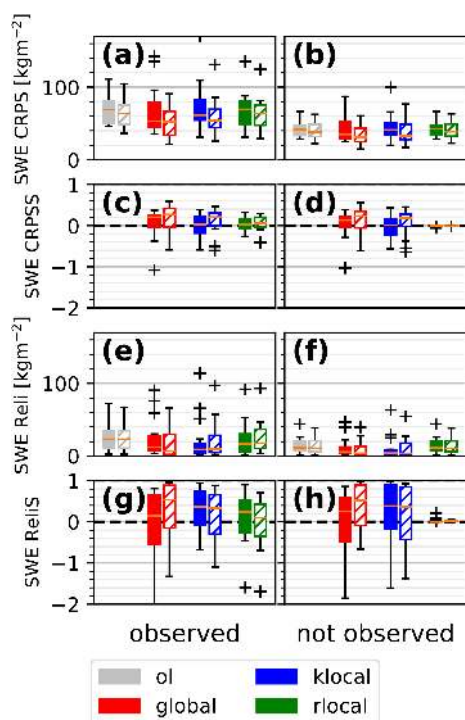 SWE CRPS [kgm⁻²]
100
0
(a)
(b)
SWE CRPSS
1
0
−1
−2
(c)
(d)
SWE Reli [kgm⁻²]
100
0
(e)
(f)
SWE ReliS
1
0
−1
−2
(g)
(h)
observed
not observed
ol
klocal
global
rlocal